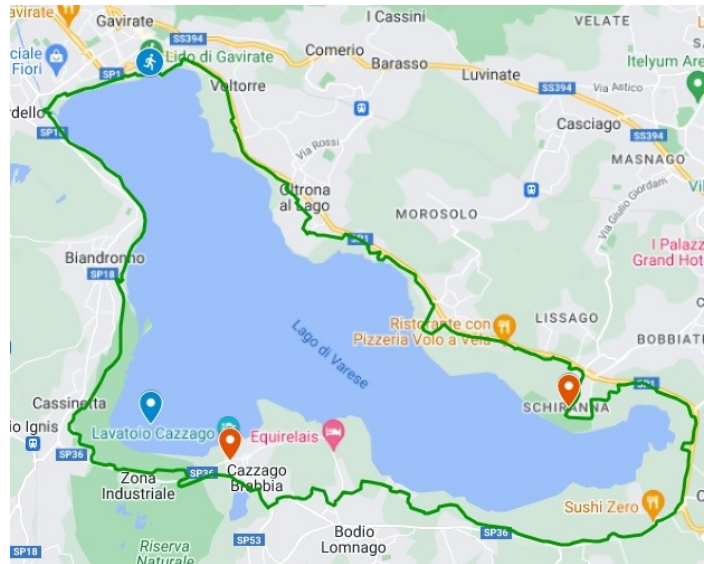 avirate
Gavirate
I Cassini
VELATE
SS394
ciale
Fiori
Lido di Gavirate
Comerio
Barasso
Luvinate
Itelyum Are
SP1
Voltorre
SS394
Via Astico
rdello
Casciago
SS394
SP18
Via Rossi
MASNAGO
Oltrona
al Lago
Via Giulio Giordani
MOROSOLO
SP1
I Palazz
Grand Hot
Biandronno
SP18
Ristorante con
Pizzeria Volo a Vela
LISSAGO
BOBBIATE
Lago di Varese
SP1
Cassinetta
SCHIRANNA
io Ignis
Lavatoio Cazzago
Equirelais
SP36
SP36
Cazzago
Brabbia
Zona
Industriale
Sushi Zero
Bodio
Lomnago
SP36
SP18
Riserva
Naturale
SP53